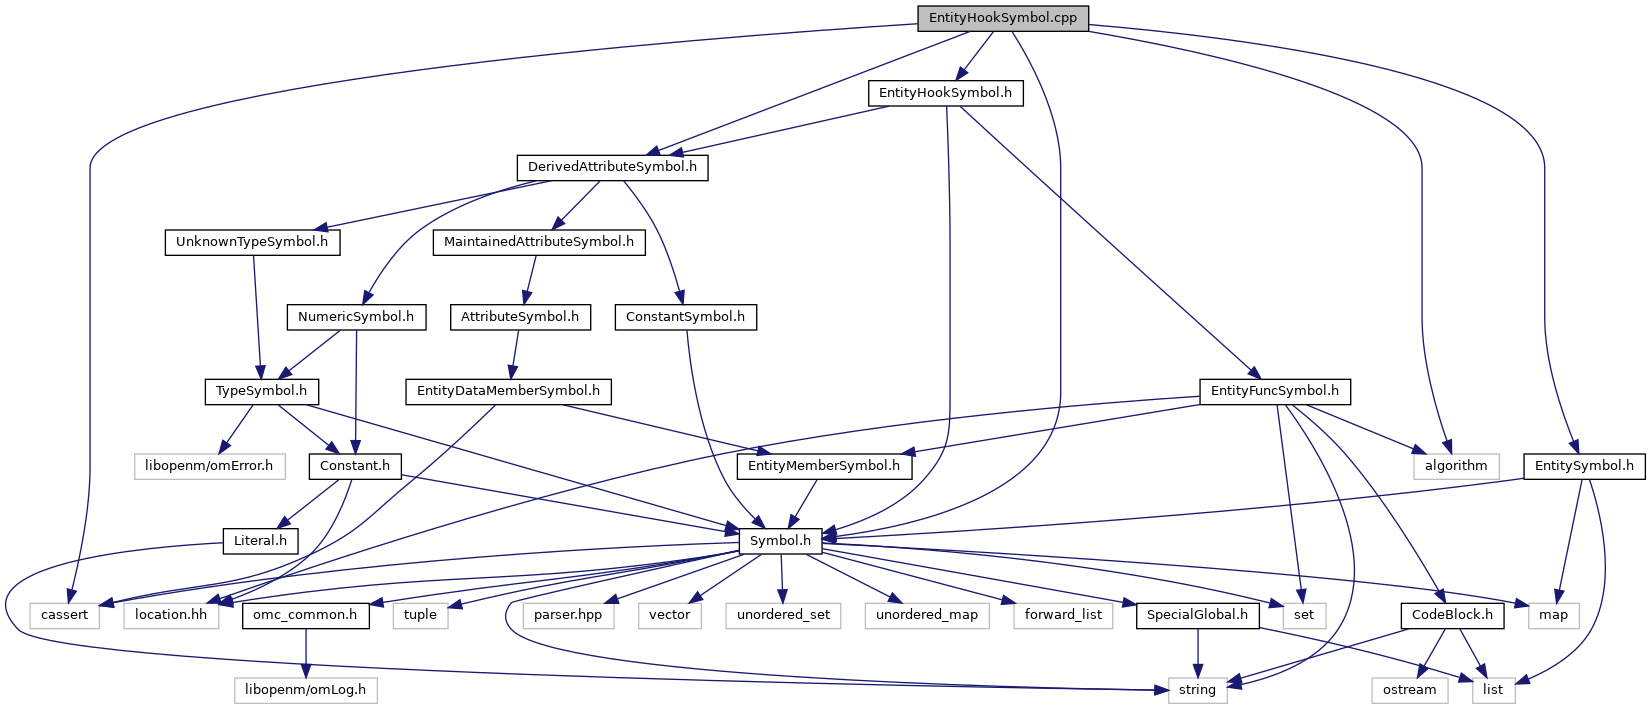 EntityHookSymbol.cpp
EntityHookSymbol.h
DerivedAttributeSymbol.h
UnknownTypeSymbol.h
MaintainedAttributeSymbol.h
NumericSymbol.h
AttributeSymbol.h
ConstantSymbol.h
TypeSymbol.h
EntityDataMemberSymbol.h
EntityFuncSymbol.h
libopenm/omError.h
Constant.h
EntityMemberSymbol.h
algorithm
EntitySymbol.h
Literal.h
Symbol.h
cassert
location.hh
omc_common.h
tuple
parser.hpp
vector
unordered_set
unordered_map
forward_list
SpecialGlobal.h
set
CodeBlock.h
map
libopenm/omLog.h
string
ostream
list